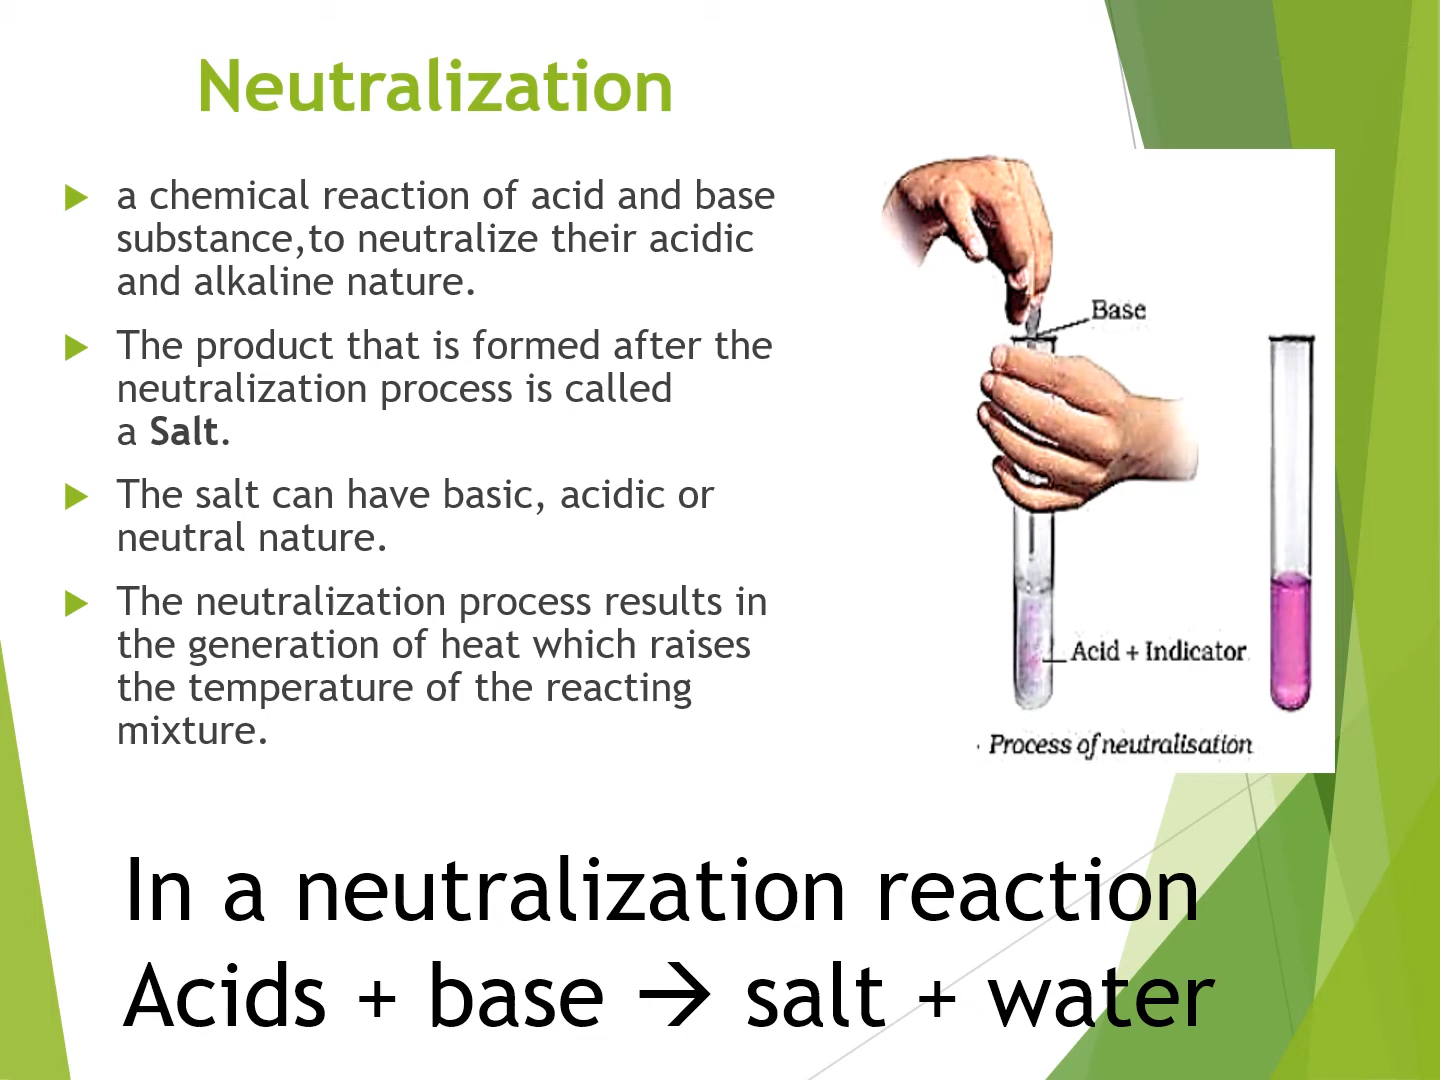 Neutralization
a chemical reaction of acid and base
substance,to neutralize their acidic
and alkaline nature.
The product that is formed after the
neutralization process is called
a Salt.
The salt can have basic, acidic or
neutral nature.
The neutralization process results in
the generation of heat which raises
the temperature of the reacting
mixture.
Base
Acid + Indicator
Process of neutralisation
In a neutralization reaction
Acids + base → salt + water